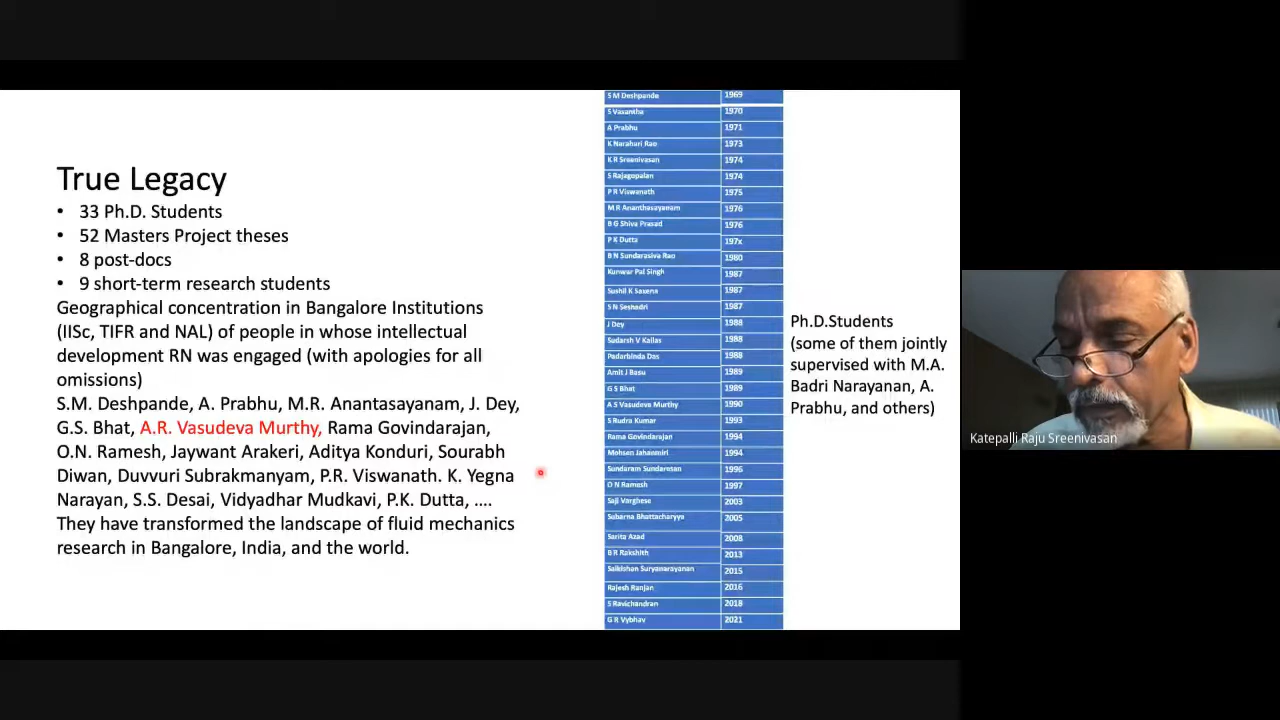 True Legacy
• 33 Ph.D. Students
• 52 Masters Project theses
• 8 post-docs
• 9 short-term research students
Geographical concentration in Bangalore Institutions
(IISc, TIFR and NAL) of people in whose intellectual
development RN was engaged (with apologies for all
omissions)
S.M. Deshpande, A. Prabhu, M.R. Anantasayanam, J. Dey,
G.S. Bhat, A.R. Vasudeva Murthy, Rama Govindarajan,
O.N. Ramesh, Jaywant Arakeri, Aditya Konduri, Sourabh
Diwan, Duvvuri Subrakmanyam, P.R. Viswanath. K. Yegna
Narayan, S.S. Desai, Vidyadhar Mudkavi, P.K. Dutta, ....
They have transformed the landscape of fluid mechanics
research in Bangalore, India, and the world.
S M Deshpande 1969
S Vasantha 1970
A Prabhu 1971
K Narahari Rao 1973
K R Sreenivasan 1974
S Rajagopalan 1974
P R Viswanath 1975
M R Ananthasayanam 1976
B G Shiva Prasad 1976
P K Dutta 197x
B N Sundarasiva Rao 1980
Kunwar Pal Singh 1987
Sushil K Saxena 1987
S N Seshadri 1987
J Dey 1988
Sudarsh V Kailas 1988
Padarbinda Das 1988
Amit J Basu 1989
G S Bhat 1989
A S Vasudeva Murthy 1990
S Rudra Kumar 1993
Rama Govindarajan 1994
Mohsen Jahanmiri 1994
Sundaram Sundaresan 1996
O N Ramesh 1997
Saji Varghese 2003
Subarna Bhattacharyya 2005
Sarita Azad 2008
B R Rakshith 2013
Saikishan Suryanarayanan 2015
Rajesh Ranjan 2016
S Ravichandran 2018
G R Vybhav 2021
Ph.D.Students
(some of them jointly
supervised with M.A.
Badri Narayanan, A.
Prabhu, and others)
Katepalli Raju Sreenivasan